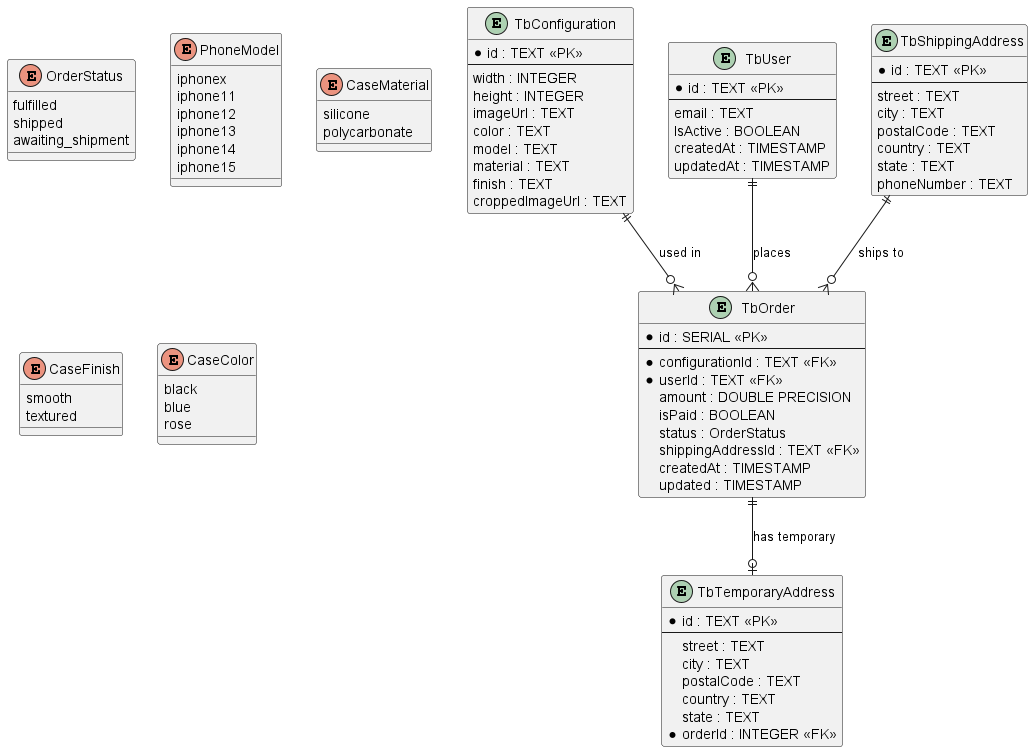 E OrderStatus
fulfilled
shipped
awaiting_shipment
E PhoneModel
iphonex
iphone11
iphone12
iphone13
iphone14
iphone15
E CaseMaterial
silicone
polycarbonate
E TbConfiguration
id : TEXT «PK»
width : INTEGER
height : INTEGER
imageUrl : TEXT
color : TEXT
model : TEXT
material : TEXT
finish : TEXT
croppedImageUrl : TEXT
E TbUser
id : TEXT «PK»
email : TEXT
IsActive : BOOLEAN
createdAt : TIMESTAMP
updatedAt : TIMESTAMP
E TbShippingAddress
id : TEXT «PK»
street : TEXT
city : TEXT
postalCode : TEXT
country : TEXT
state : TEXT
phoneNumber : TEXT
used in
places
ships to
E CaseFinish
smooth
textured
E CaseColor
black
blue
rose
E TbOrder
id : SERIAL «PK»
configurationId : TEXT «FK»
userId : TEXT «FK»
amount : DOUBLE PRECISION
isPaid : BOOLEAN
status : OrderStatus
shippingAddressId : TEXT «FK»
createdAt : TIMESTAMP
updated : TIMESTAMP
has temporary
E TbTemporaryAddress
id : TEXT «PK»
street : TEXT
city : TEXT
postalCode : TEXT
country : TEXT
state : TEXT
orderId : INTEGER «FK»